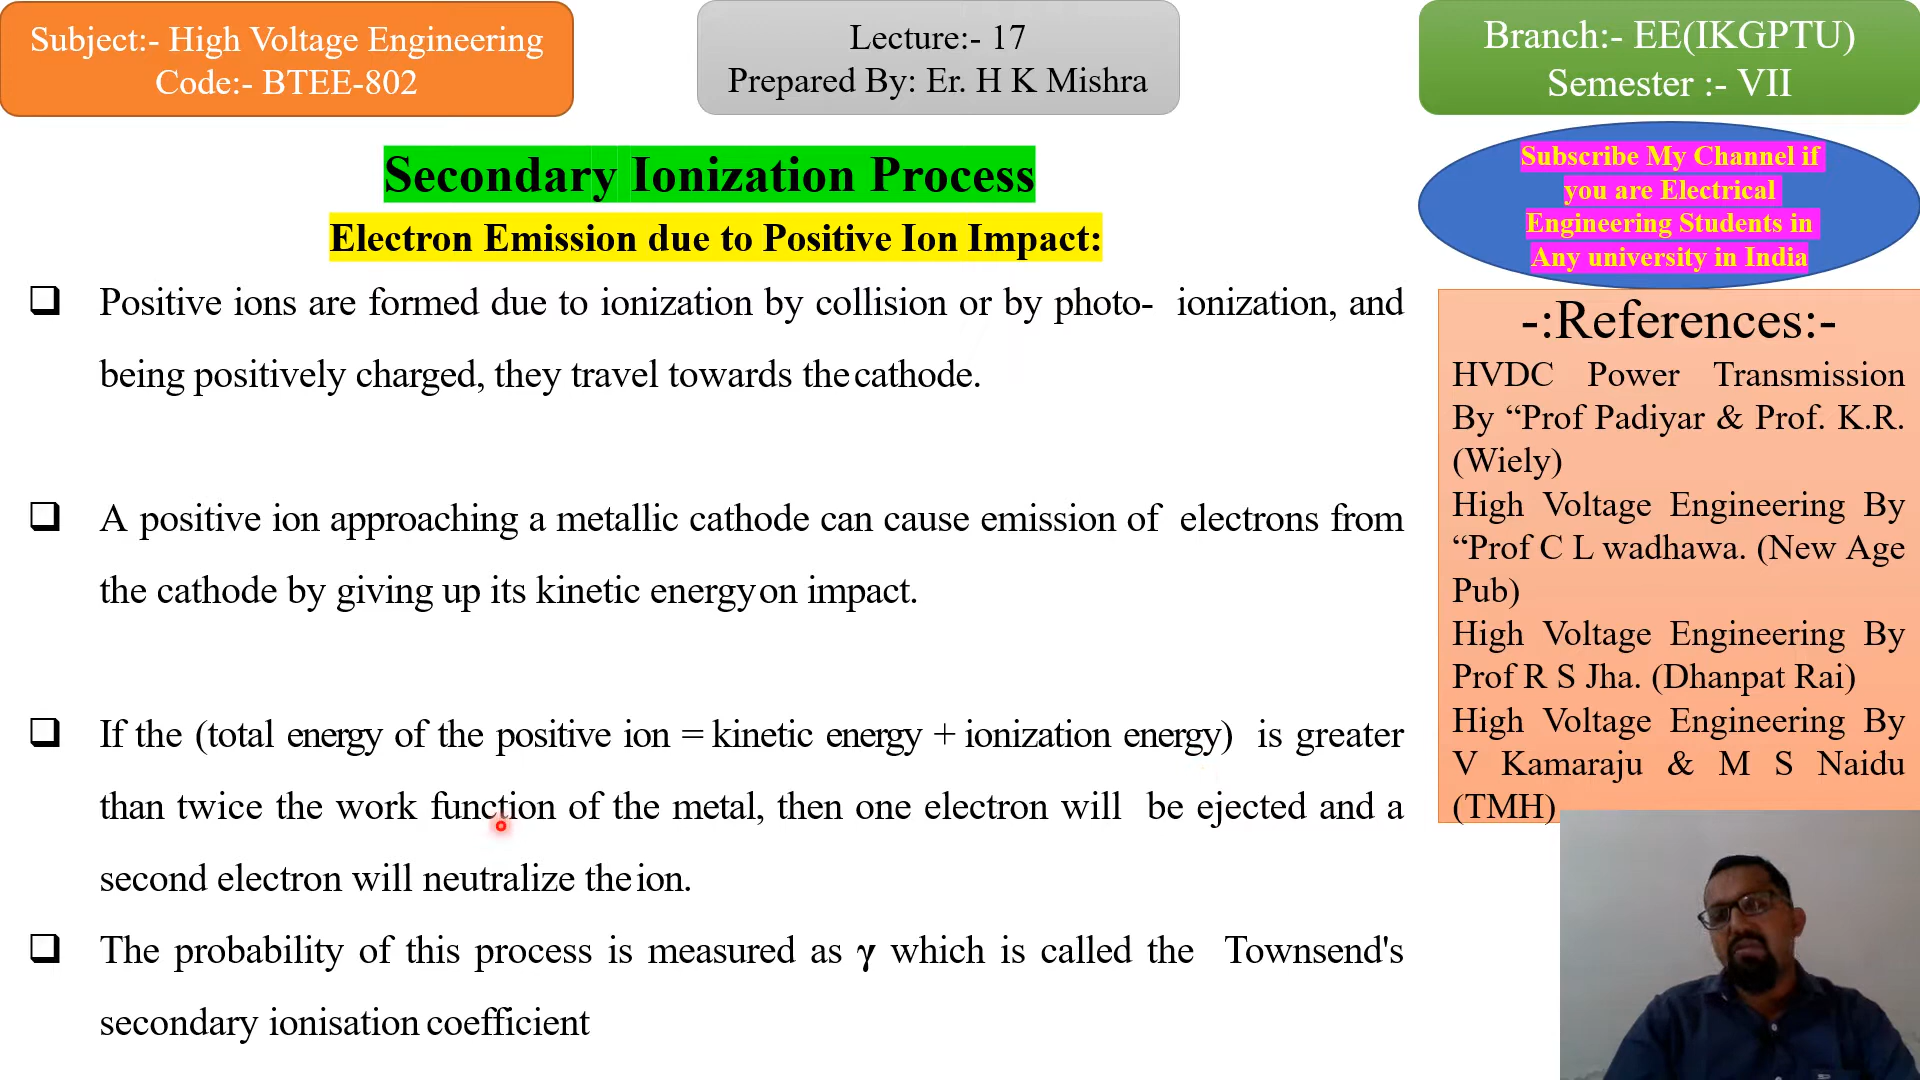 Subject:- High Voltage Engineering
Code:- BTEE-802
Lecture:- 17
Prepared By: Er. H K Mishra
Branch:- EE(IKGPTU)
Semester :- VII
Subscribe My Channel if
you are Electrical
Engineering Students in
Any university in India
Secondary Ionization Process
Electron Emission due to Positive Ion Impact:
Positive ions are formed due to ionization by collision or by photo- ionization, and
being positively charged, they travel towards the cathode.
A positive ion approaching a metallic cathode can cause emission of electrons from
the cathode by giving up its kinetic energy on impact.
If the (total energy of the positive ion = kinetic energy + ionization energy) is greater
than twice the work function of the metal, then one electron will be ejected and a
second electron will neutralize the ion.
The probability of this process is measured as γ which is called the Townsend's
secondary ionisation coefficient
-:References:-
HVDC Power Transmission
By “Prof Padiyar & Prof. K.R.
(Wiely)
High Voltage Engineering By
“Prof C L wadhawa. (New Age
Pub)
High Voltage Engineering By
Prof R S Jha. (Dhanpat Rai)
High Voltage Engineering By
V Kamaraju & M S Naidu
(TMH)